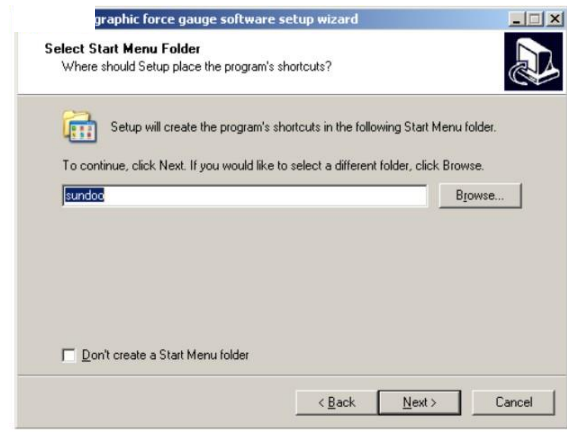 graphic force gauge software setup wizard
Select Start Menu Folder
Where should Setup place the program's shortcuts?
Setup will create the program's shortcuts in the following Start Menu folder.
To continue, click Next. If you would like to select a different folder, click Browse.
sundoo
Browse...
Don't create a Start Menu folder
< Back
Next >
Cancel